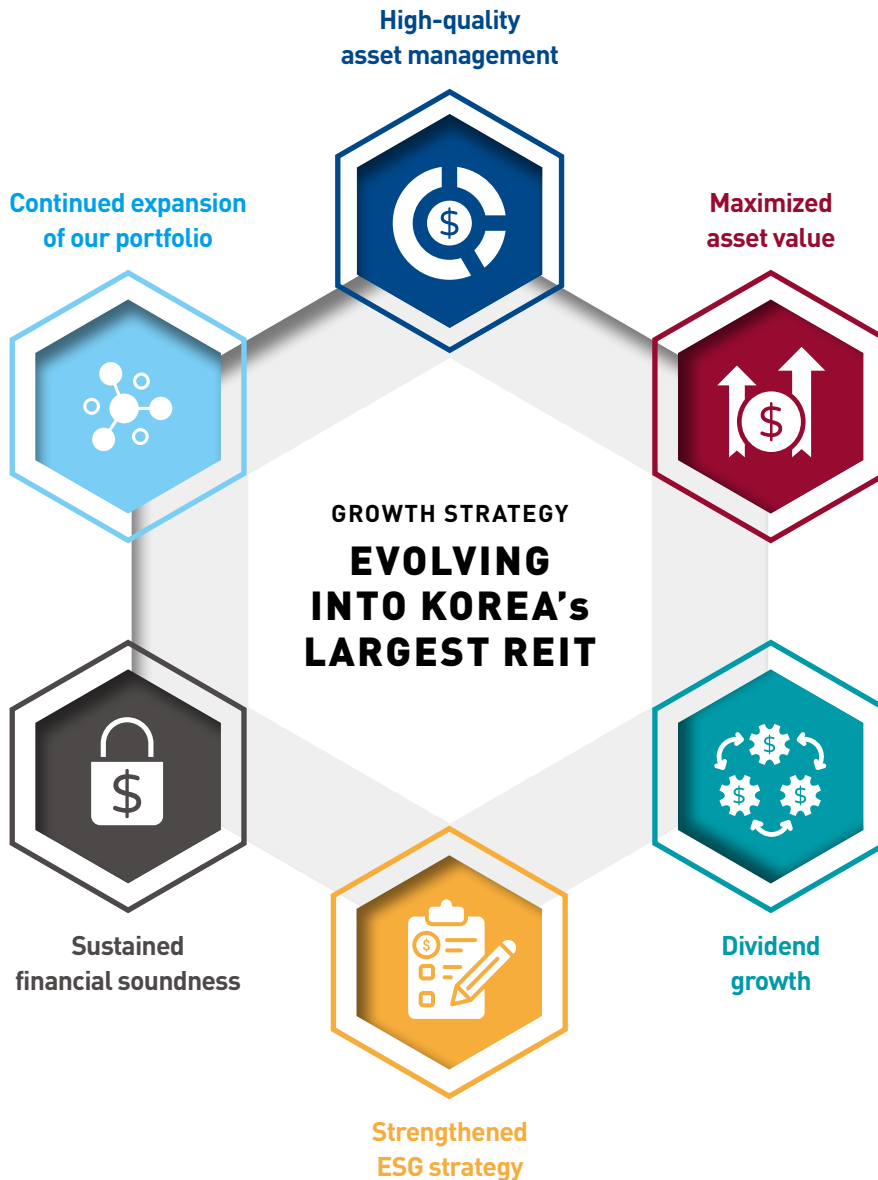 High-quality
asset management
Continued expansion
of our portfolio
Maximized
asset value
$
$
GROWTH STRATEGY
EVOLVING
INTO KOREA's
LARGEST REIT
$
$
$
$
$
Sustained
financial soundness
Dividend
growth
Strengthened
ESG strategy